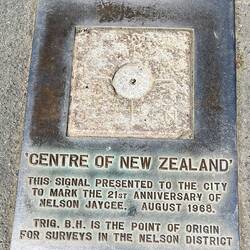 'CENTRE OF NEW ZEALAND'
THIS SIGNAL PRESENTED TO THE CITY
TO MARK THE 21ST ANNIVERSARY OF
NELSON JAYCEE, AUGUST 1968.
TRIG. B.H. IS THE POINT OF ORIGIN
FOR SURVEYS IN THE NELSON DISTRICT